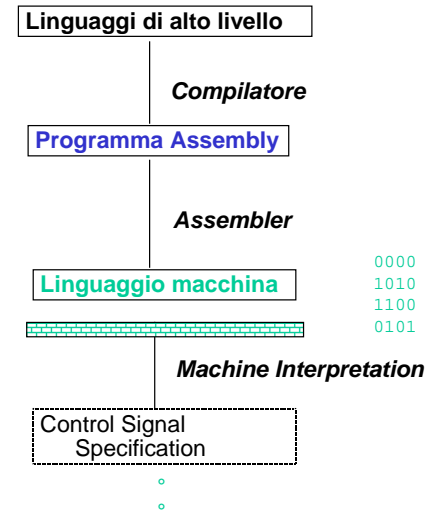 Linguaggi di alto livello
Compilatore
Programma Assembly
Assembler
Linguaggio macchina
0000
1010
1100
0101
Machine Interpretation
Control Signal
Specification